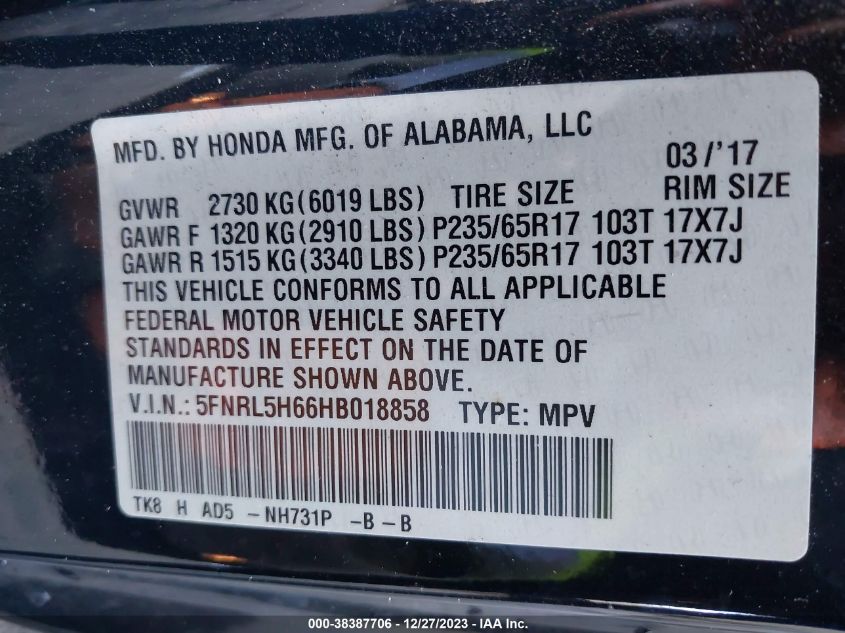 MFD. BY HONDA MFG. OF ALABAMA, LLC
03/'17
GVWR 2730 KG(6019 LBS) TIRE SIZE RIM SIZE
GAWR F 1320 KG(2910 LBS) P235/65R17 103T 17X7J
GAWR R 1515 KG(3340 LBS) P235/65R17 103T 17X7J
THIS VEHICLE CONFORMS TO ALL APPLICABLE
FEDERAL MOTOR VEHICLE SAFETY
STANDARDS IN EFFECT ON THE DATE OF
MANUFACTURE SHOWN ABOVE.
V.I.N.: 5FNRL5H66HB018858 TYPE: MPV
TK8 H AD5 -NH731P -B-B
000-38387706 - 12/27/2023 - IAA Inc.